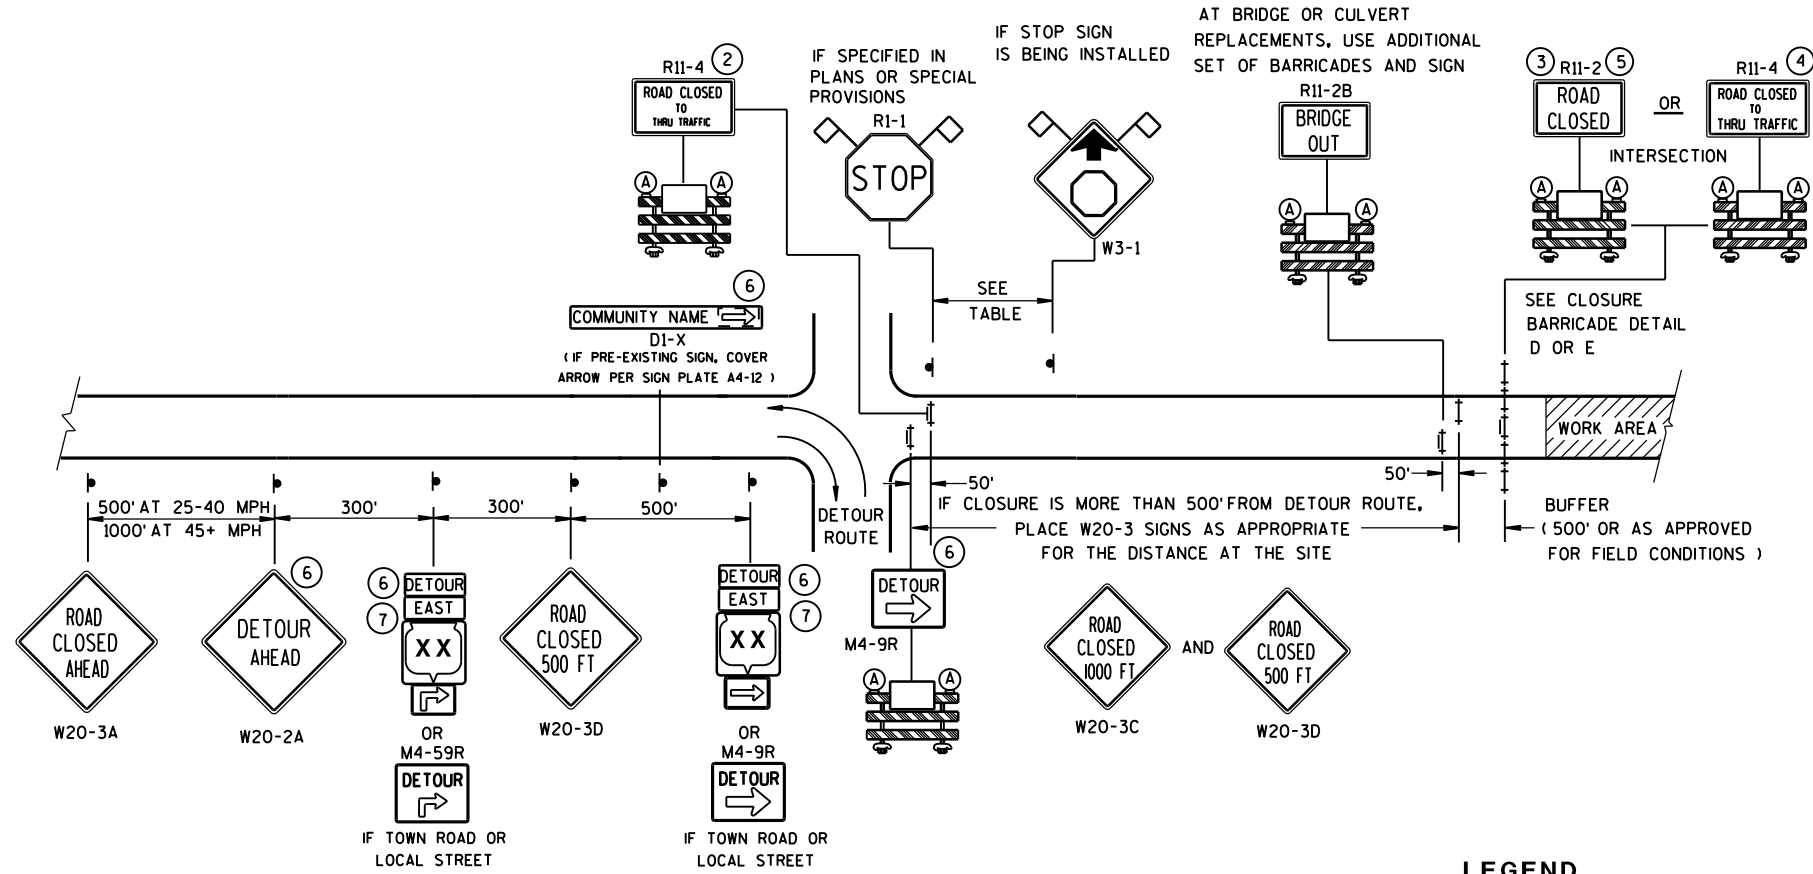 R11-4
2
ROAD CLOSED
TO
THRU TRAFFIC
A
A
IF SPECIFIED IN
PLANS OR SPECIAL
PROVISIONS
R1-1
STOP
IF STOP SIGN
IS BEING INSTALLED
W3-1
SEE
TABLE
AT BRIDGE OR CULVERT
REPLACEMENTS, USE ADDITIONAL
SET OF BARRICADES AND SIGN
R11-2B
BRIDGE
OUT
A
A
3
R11-2
5
ROAD
CLOSED
OR
R11-4
4
ROAD CLOSED
TO
THRU TRAFFIC
INTERSECTION
A
A
A
A
SEE CLOSURE
BARRICADE DETAIL
D OR E
6
COMMUNITY NAME
D1-X
(IF PRE-EXISTING SIGN, COVER
ARROW PER SIGN PLATE A4-12)
WORK AREA
500' AT 25-40 MPH
1000' AT 45+ MPH
300'
300'
500'
DETOUR
ROUTE
50'
50'
IF CLOSURE IS MORE THAN 500' FROM DETOUR ROUTE,
PLACE W20-3 SIGNS AS APPROPRIATE
FOR THE DISTANCE AT THE SITE
BUFFER
(500' OR AS APPROVED
FOR FIELD CONDITIONS)
ROAD
CLOSED
AHEAD
W20-3A
6
DETOUR
AHEAD
W20-2A
6
7
DETOUR
EAST
XX
OR
M4-59R
DETOUR
IF TOWN ROAD OR
LOCAL STREET
ROAD
CLOSED
500 FT
W20-3D
DETOUR
EAST
XX
6
7
OR
M4-9R
DETOUR
IF TOWN ROAD OR
LOCAL STREET
6
DETOUR
M4-9R
A
A
ROAD
CLOSED
1000 FT
W20-3C
AND
ROAD
CLOSED
500 FT
W20-3D
LEGEND